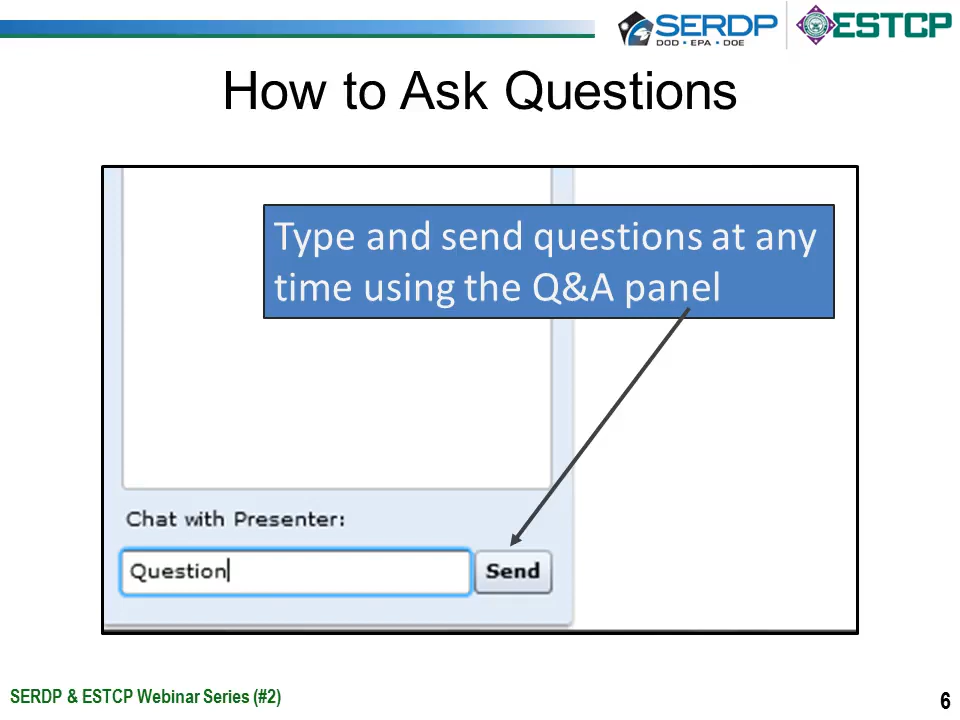 SERDP
DOD • EPA • DOE
ESTCP
How to Ask Questions
Type and send questions at any
time using the Q&A panel
Chat with Presenter:
Question
Send
SERDP & ESTCP Webinar Series (#2)
6